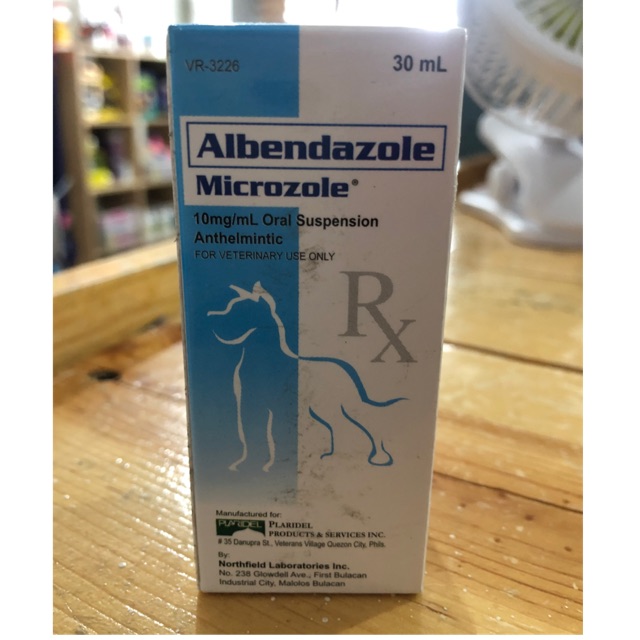 VR-3226
30 mL
Albendazole
Microzole®
10mg/mL Oral Suspension
Anthelmintic
FOR VETERINARY USE ONLY
Rx
Manufactured for:
PLARIDEL
PLARIDEL
PRODUCTS & SERVICES INC.
# 35 Danupra St., Veterans Village Quezon City, Phils.
By:
Northfield Laboratories Inc.
No. 238 Glowdell Ave., First Bulacan
Industrial City, Malolos Bulacan